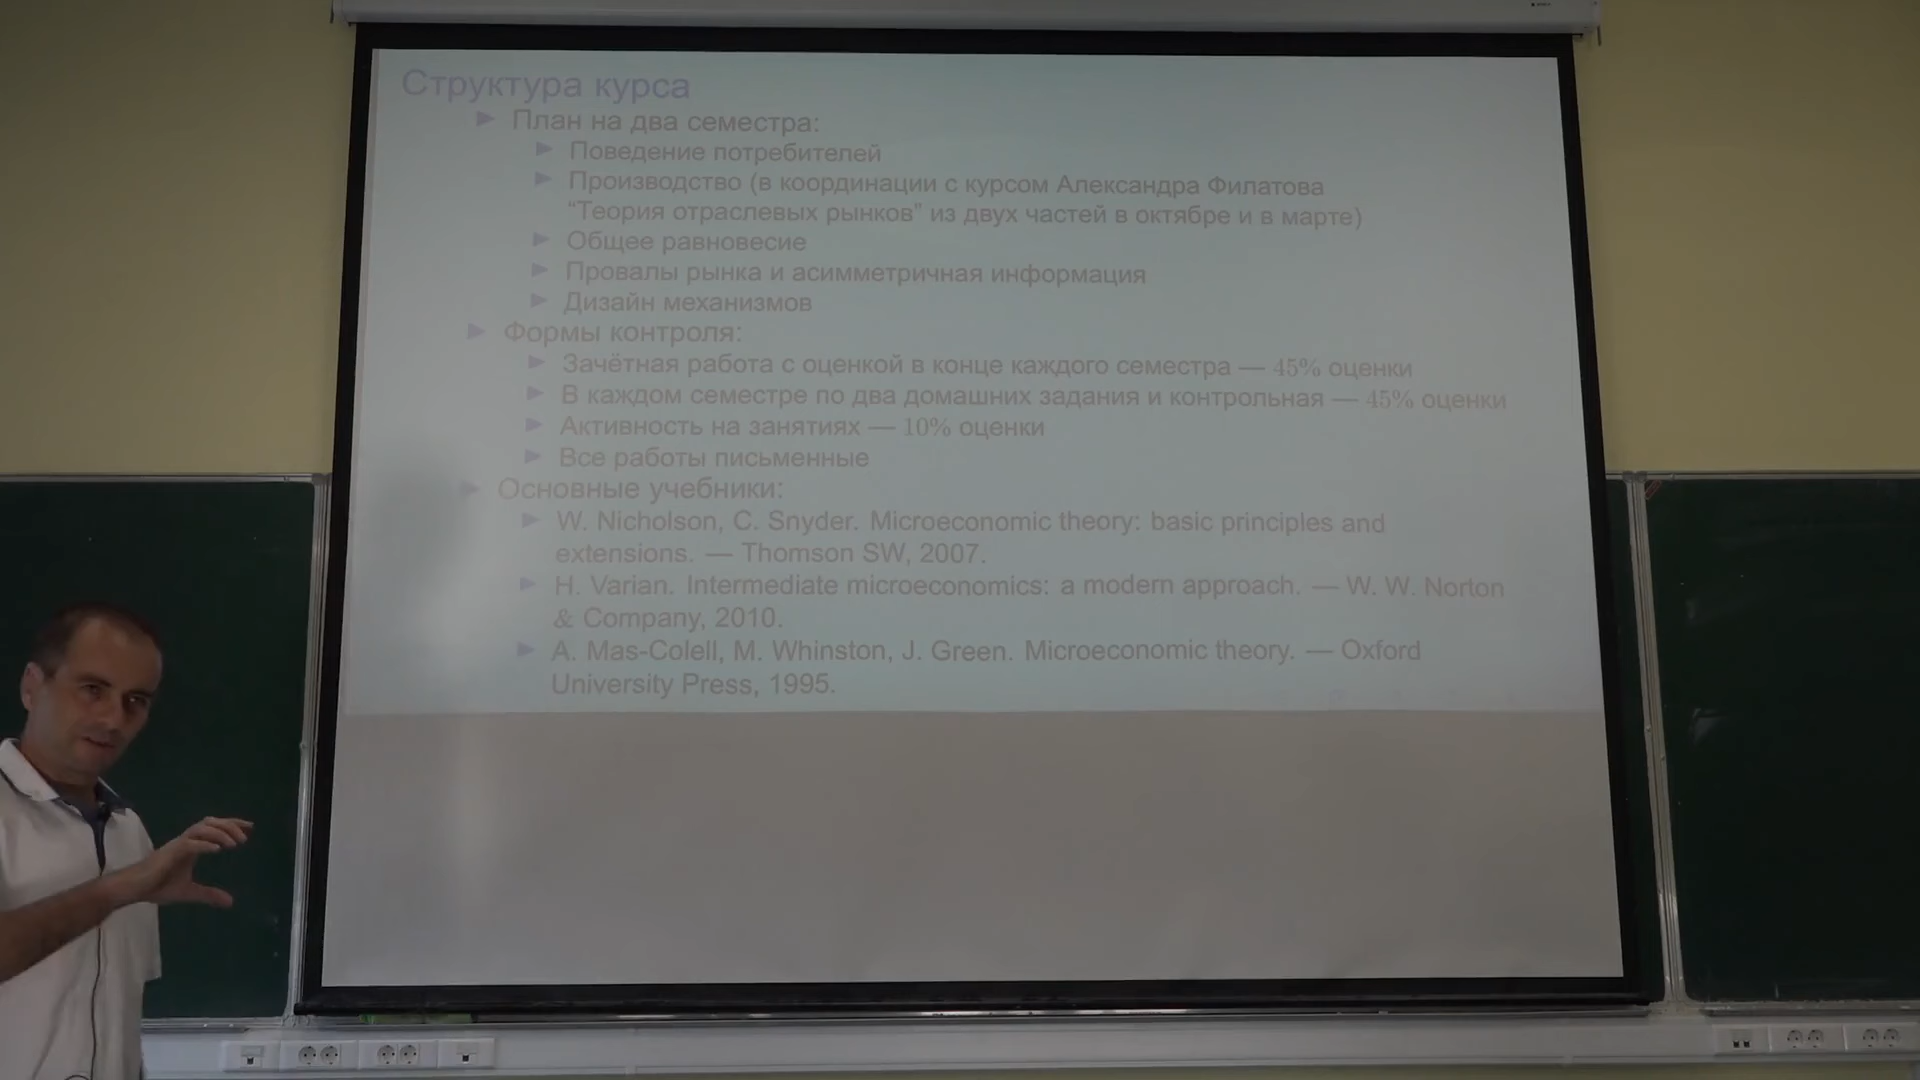 Структура курса
План на два семестра:
Поведение потребителей
Производство (в координации с курсом Александра Филатова
“Теория отраслевых рынков” из двух частей в октябре и в марте)
Общее равновесие
Провалы рынка и асимметричная информация
Дизайн механизмов
Формы контроля:
Зачётная работа с оценкой в конце каждого семестра — 45% оценки
В каждом семестре по два домашних задания и контрольная — 45% оценки
Активность на занятиях — 10% оценки
Все работы письменные
Основные учебники:
W. Nicholson, C. Snyder. Microeconomic theory: basic principles and
extensions. — Thomson SW, 2007.
H. Varian. Intermediate microeconomics: a modern approach. — W. W. Norton
& Company, 2010.
A. Mas-Colell, M. Whinston, J. Green. Microeconomic theory. — Oxford
University Press, 1995.